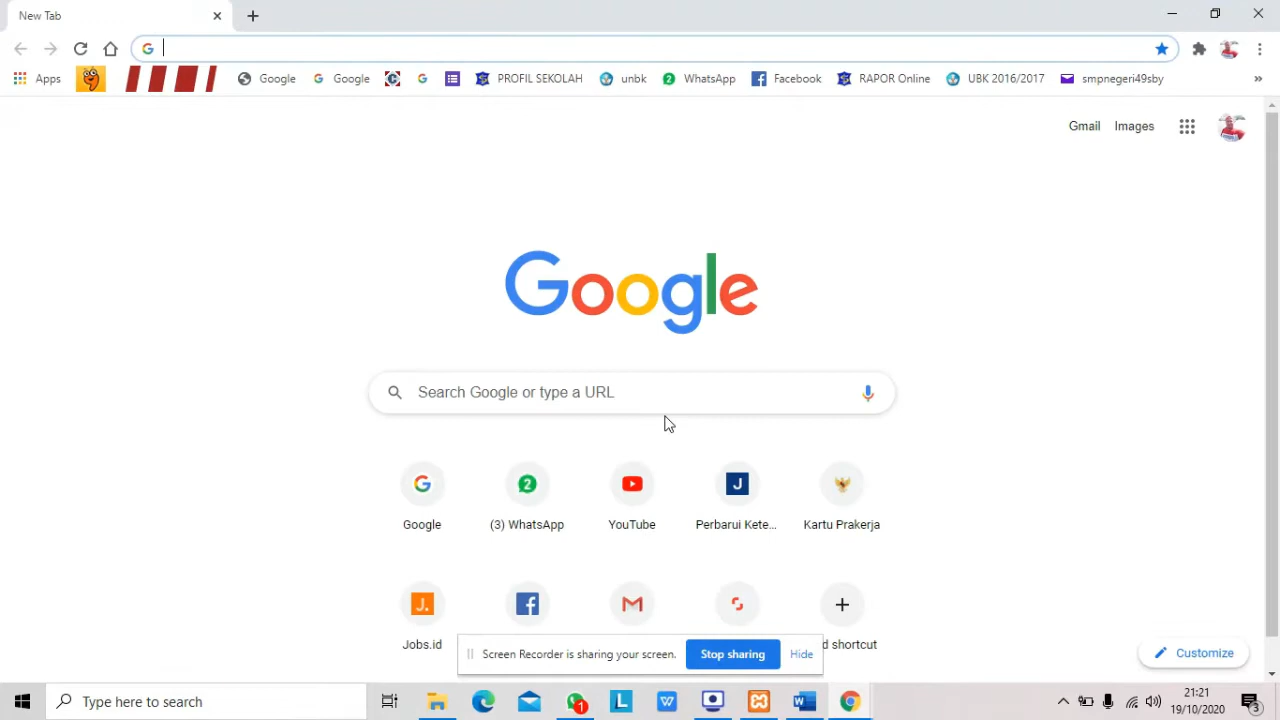 New Tab
Apps Google Google PROFIL SEKOLAH unbk WhatsApp Facebook RAPOR Online UBK 2016/2017 smpnegeri49sby
Gmail Images
Google
Search Google or type a URL
Google (3) WhatsApp YouTube Perbarui Kete... Kartu Prakerja
Jobs.id d shortcut
Screen Recorder is sharing your screen. Stop sharing Hide
Customize
Type here to search
21:21
19/10/2020